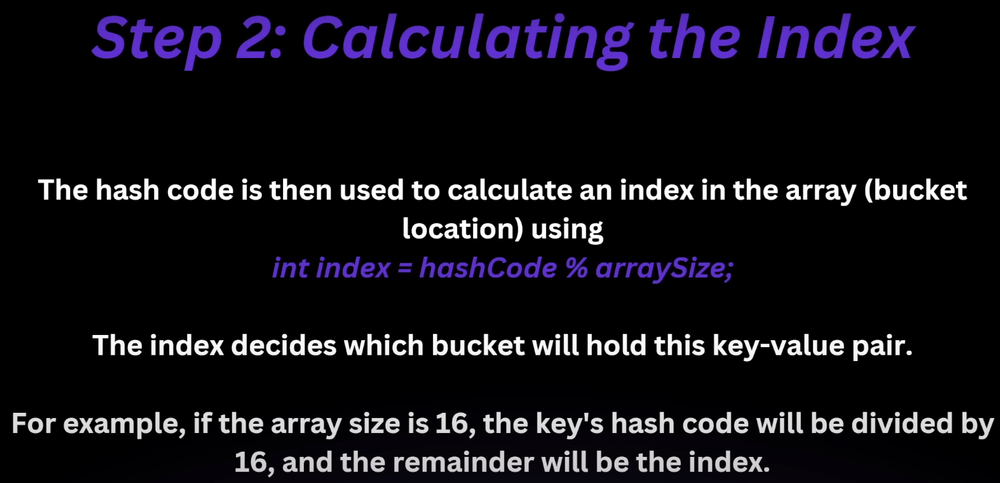 Step 2: Calculating the Index
The hash code is then used to calculate an index in the array (bucket
location) using
int index = hashCode % arraySize;
The index decides which bucket will hold this key-value pair.
For example, if the array size is 16, the key's hash code will be divided by
16, and the remainder will be the index.